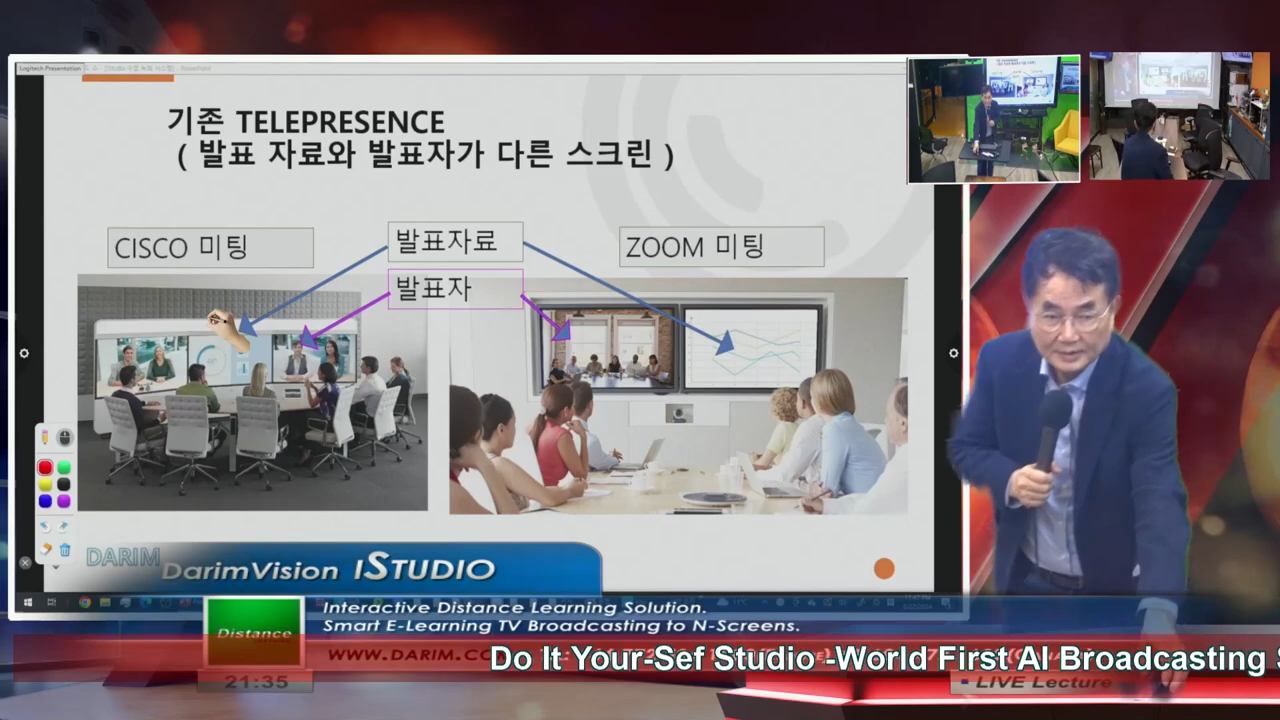 Logitech Presentation
PowerPoint
기존 TELEPRESENCE
( 발표 자료와 발표자가 다른 스크린 )
CISCO 미팅
발표자료
발표자
ZOOM 미팅
DARIM
DarimVision ISTUDIO
Interactive Distance Learning Solution.
Smart E-Learning TV Broadcasting to N-Screens.
Distance
WWW.DARIM.CO
Do It Your-Sef Studio -World First AI Broadcasting
21:35
LIVE Lecture